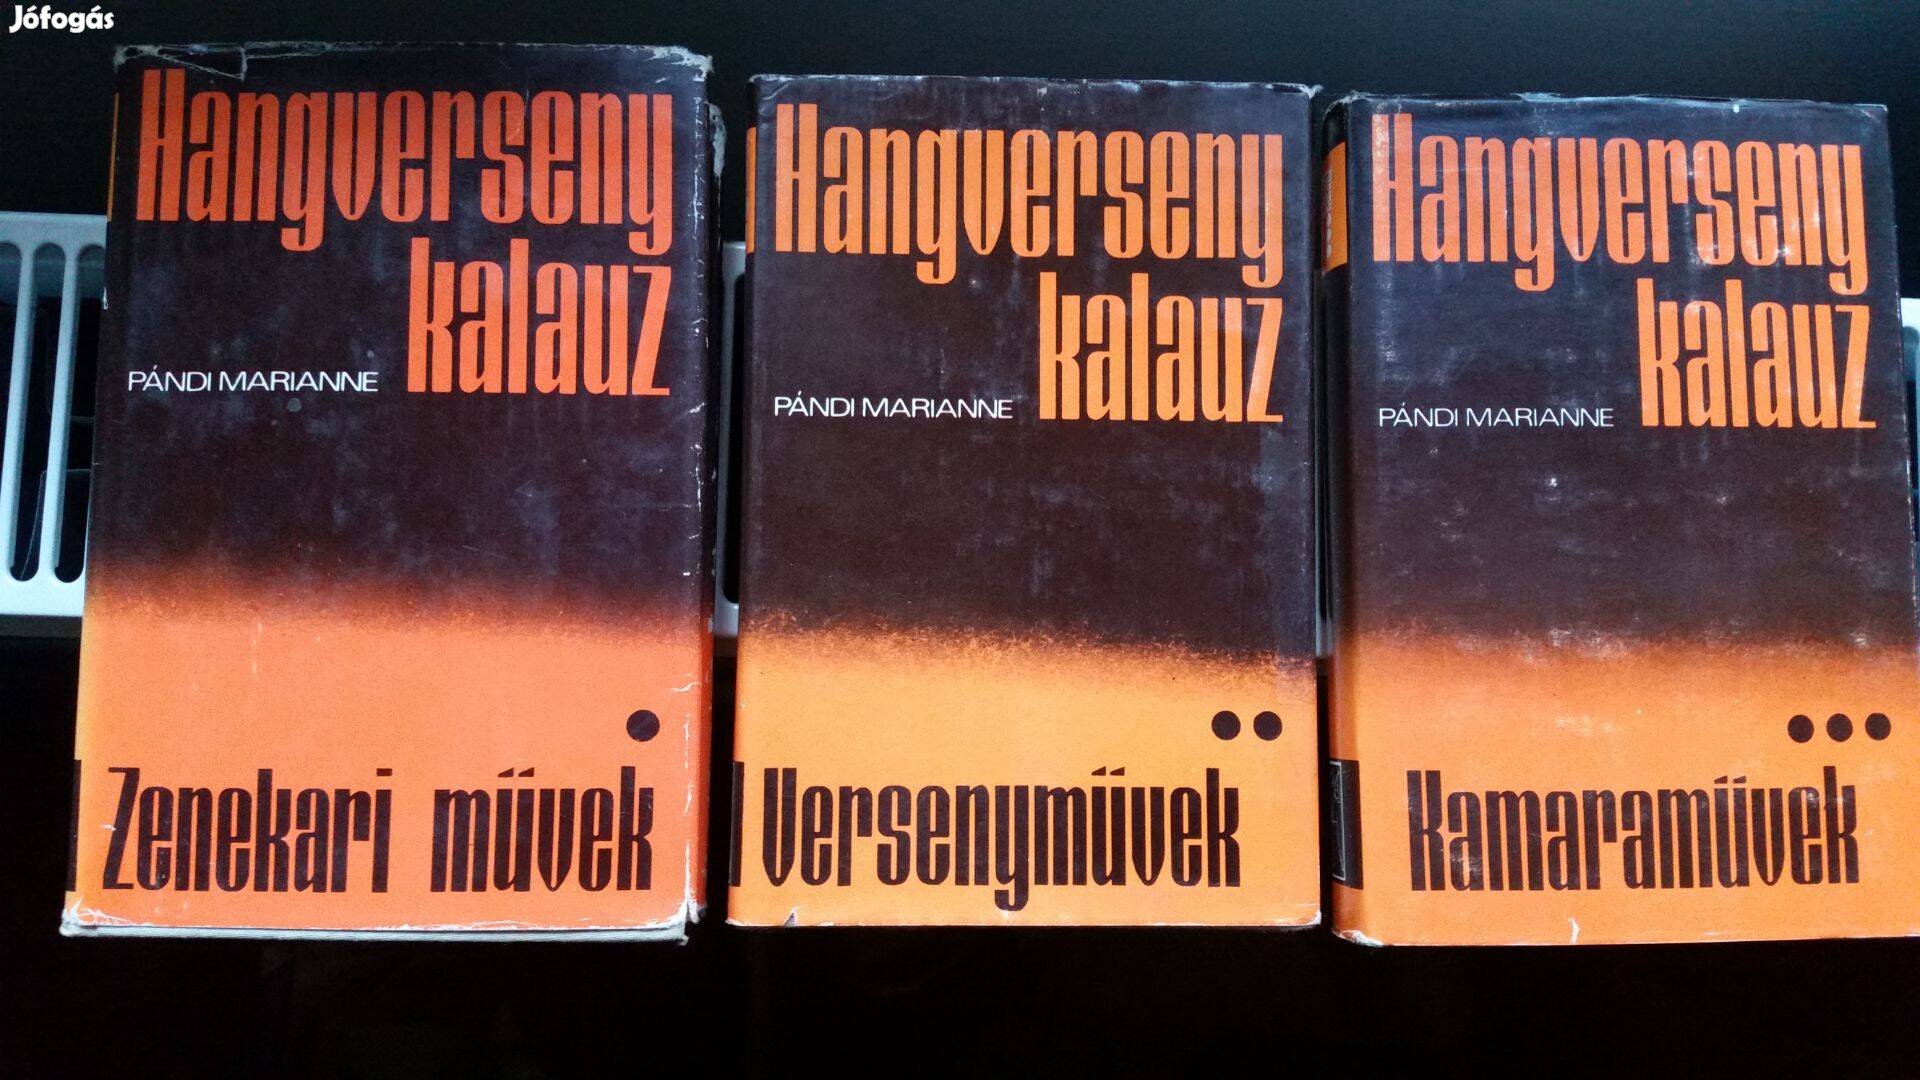 Jófogás
Hangverseny
kalauz
PÁNDI MARIANNE
Zenekari művek
Hangverseny
kalauz
PÁNDI MARIANNE
Versenyművek
Hangverseny
kalauz
PÁNDI MARIANNE
Kamaraművek